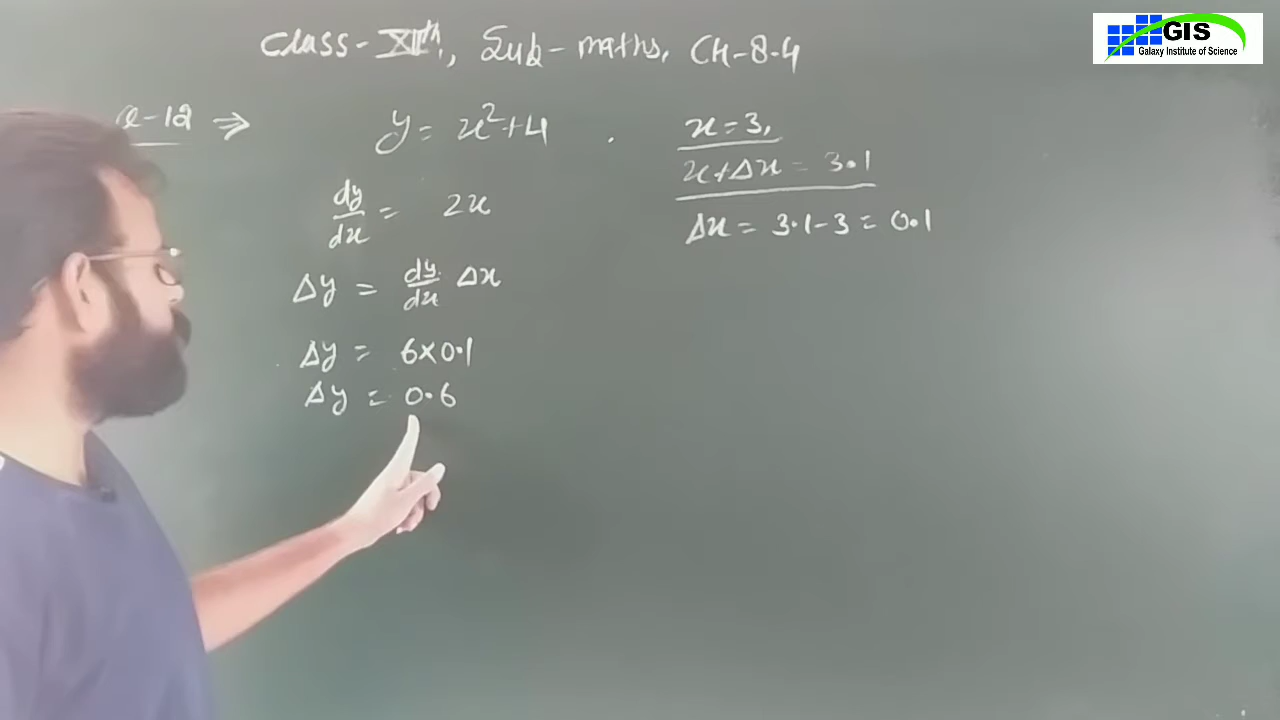 Class-XIIth, Sub-maths, CH-8.4
GIS
Galaxy Institute of Science
Q-12 ⇒ y = x²+4 . x=3,
x+Δx = 3.1
dy/dx = 2x
Δx = 3.1-3 = 0.1
Δy = dy/dx Δx
Δy = 6×0.1
Δy = 0.6